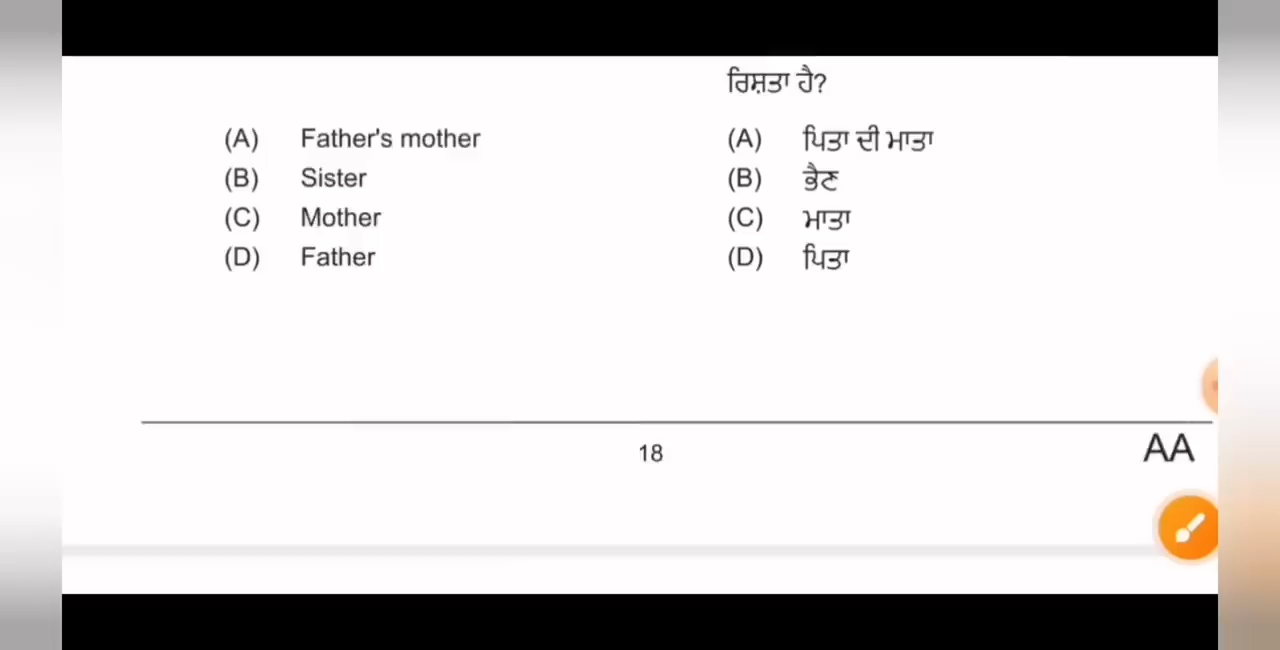 ਰਿਸ਼ਤਾ ਹੈ?
(A) Father's mother
(B) Sister
(C) Mother
(D) Father
(A) ਪਿਤਾ ਦੀ ਮਾਤਾ
(B) ਭੈਣ
(C) ਮਾਤਾ
(D) ਪਿਤਾ
18
AA